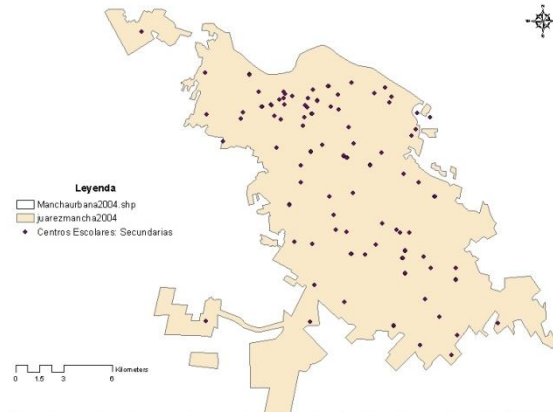 Leyenda
Manchaurbana2004.shp
juarezmancha2004
Centros Escolares: Secundarias
Kilometers
0 1.5 3 6